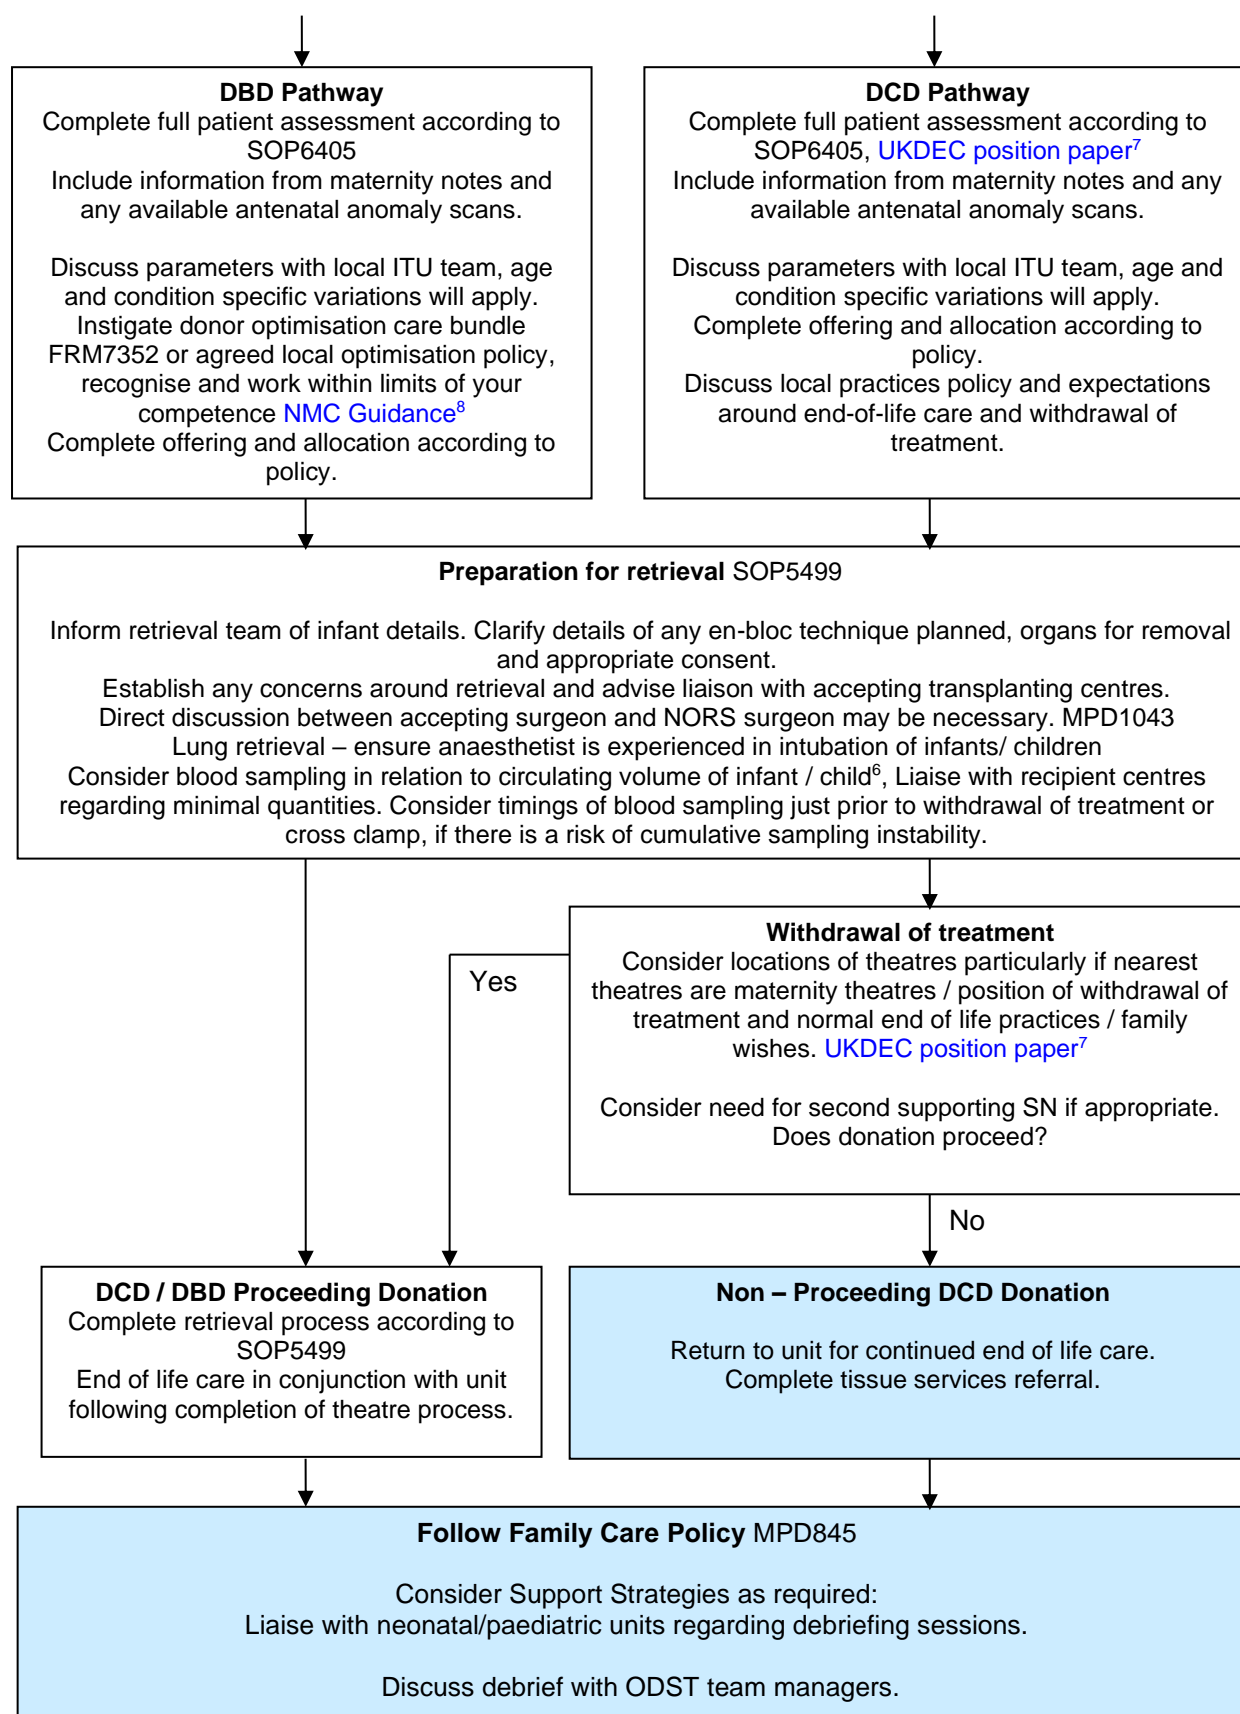 DBD Pathway
Complete full patient assessment according to
SOP6405
Include information from maternity notes and
any available antenatal anomaly scans.
Discuss parameters with local ITU team, age
and condition specific variations will apply.
Instigate donor optimisation care bundle
FRM7352 or agreed local optimisation policy,
recognise and work within limits of your
competence NMC Guidance⁸
Complete offering and allocation according to
policy.
DCD Pathway
Complete full patient assessment according to
SOP6405, UKDEC position paper⁷
Include information from maternity notes and any
available antenatal anomaly scans.
Discuss parameters with local ITU team, age and
condition specific variations will apply.
Complete offering and allocation according to
policy.
Discuss local practices policy and expectations
around end-of-life care and withdrawal of
treatment.
Preparation for retrieval SOP5499
Inform retrieval team of infant details. Clarify details of any en-bloc technique planned, organs for removal
and appropriate consent.
Establish any concerns around retrieval and advise liaison with accepting transplanting centres.
Direct discussion between accepting surgeon and NORS surgeon may be necessary. MPD1043
Lung retrieval – ensure anaesthetist is experienced in intubation of infants/ children
Consider blood sampling in relation to circulating volume of infant / child⁶, Liaise with recipient centres
regarding minimal quantities. Consider timings of blood sampling just prior to withdrawal of treatment or
cross clamp, if there is a risk of cumulative sampling instability.
Withdrawal of treatment
Consider locations of theatres particularly if nearest
theatres are maternity theatres / position of withdrawal of
treatment and normal end of life practices / family
wishes. UKDEC position paper⁷
Consider need for second supporting SN if appropriate.
Does donation proceed?
Yes
No
DCD / DBD Proceeding Donation
Complete retrieval process according to
SOP5499
End of life care in conjunction with unit
following completion of theatre process.
Non – Proceeding DCD Donation
Return to unit for continued end of life care.
Complete tissue services referral.
Follow Family Care Policy MPD845
Consider Support Strategies as required:
Liaise with neonatal/paediatric units regarding debriefing sessions.
Discuss debrief with ODST team managers.